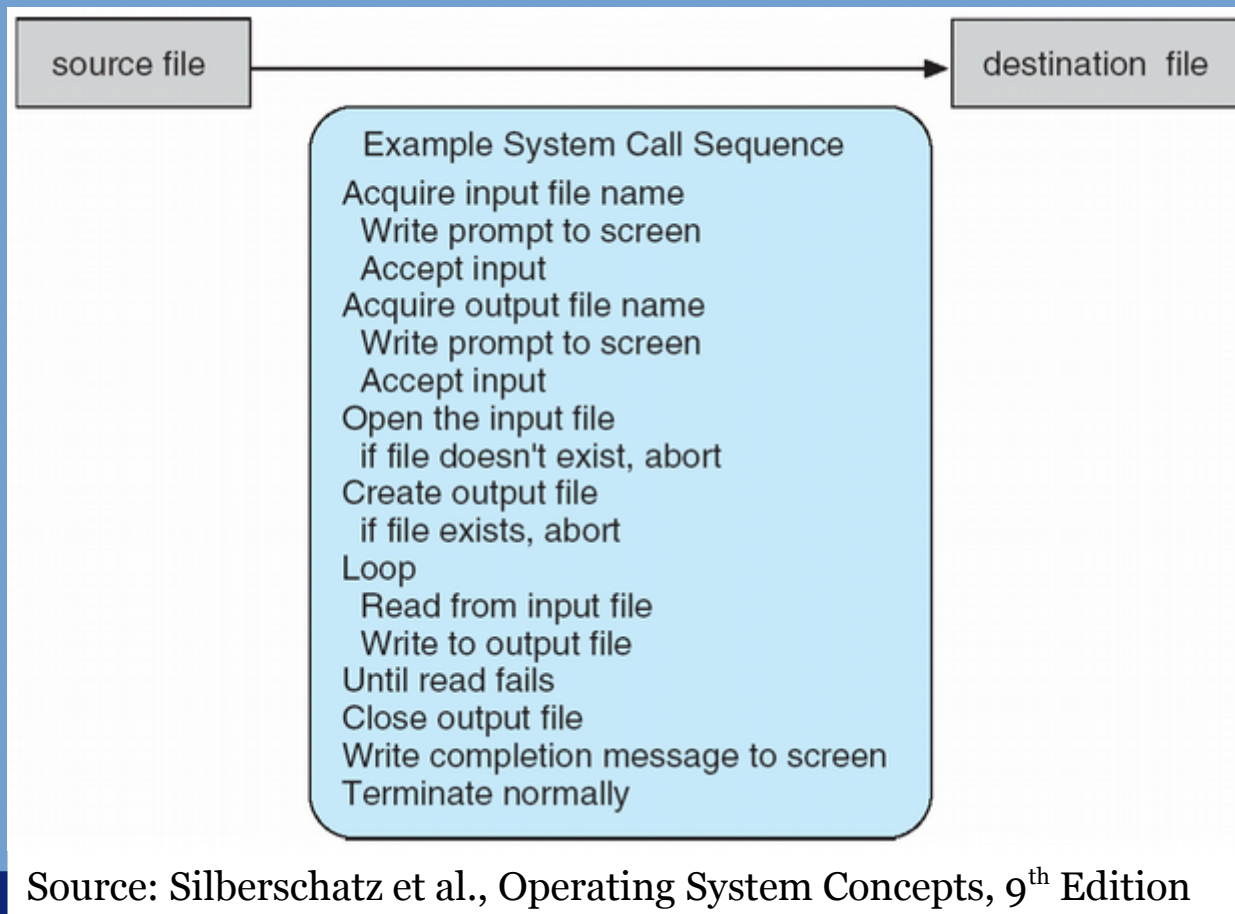 source file
destination file
Example System Call Sequence
Acquire input file name
Write prompt to screen
Accept input
Acquire output file name
Write prompt to screen
Accept input
Open the input file
if file doesn't exist, abort
Create output file
if file exists, abort
Loop
Read from input file
Write to output file
Until read fails
Close output file
Write completion message to screen
Terminate normally
Source: Silberschatz et al., Operating System Concepts, 9th Edition